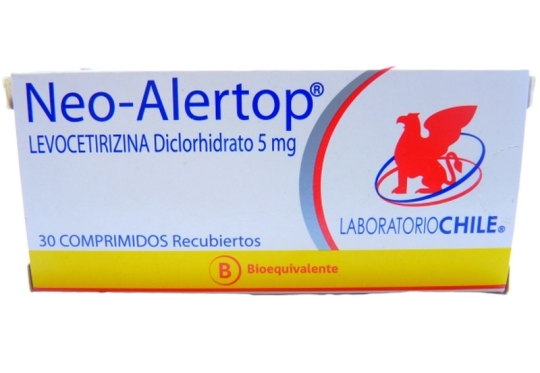 Neo-Alertop®
LEVOCETIRIZINA Diclorhidrato 5 mg
30 COMPRIMIDOS Recubiertos
LABORATORIOCHILE®
B Bioequivalente